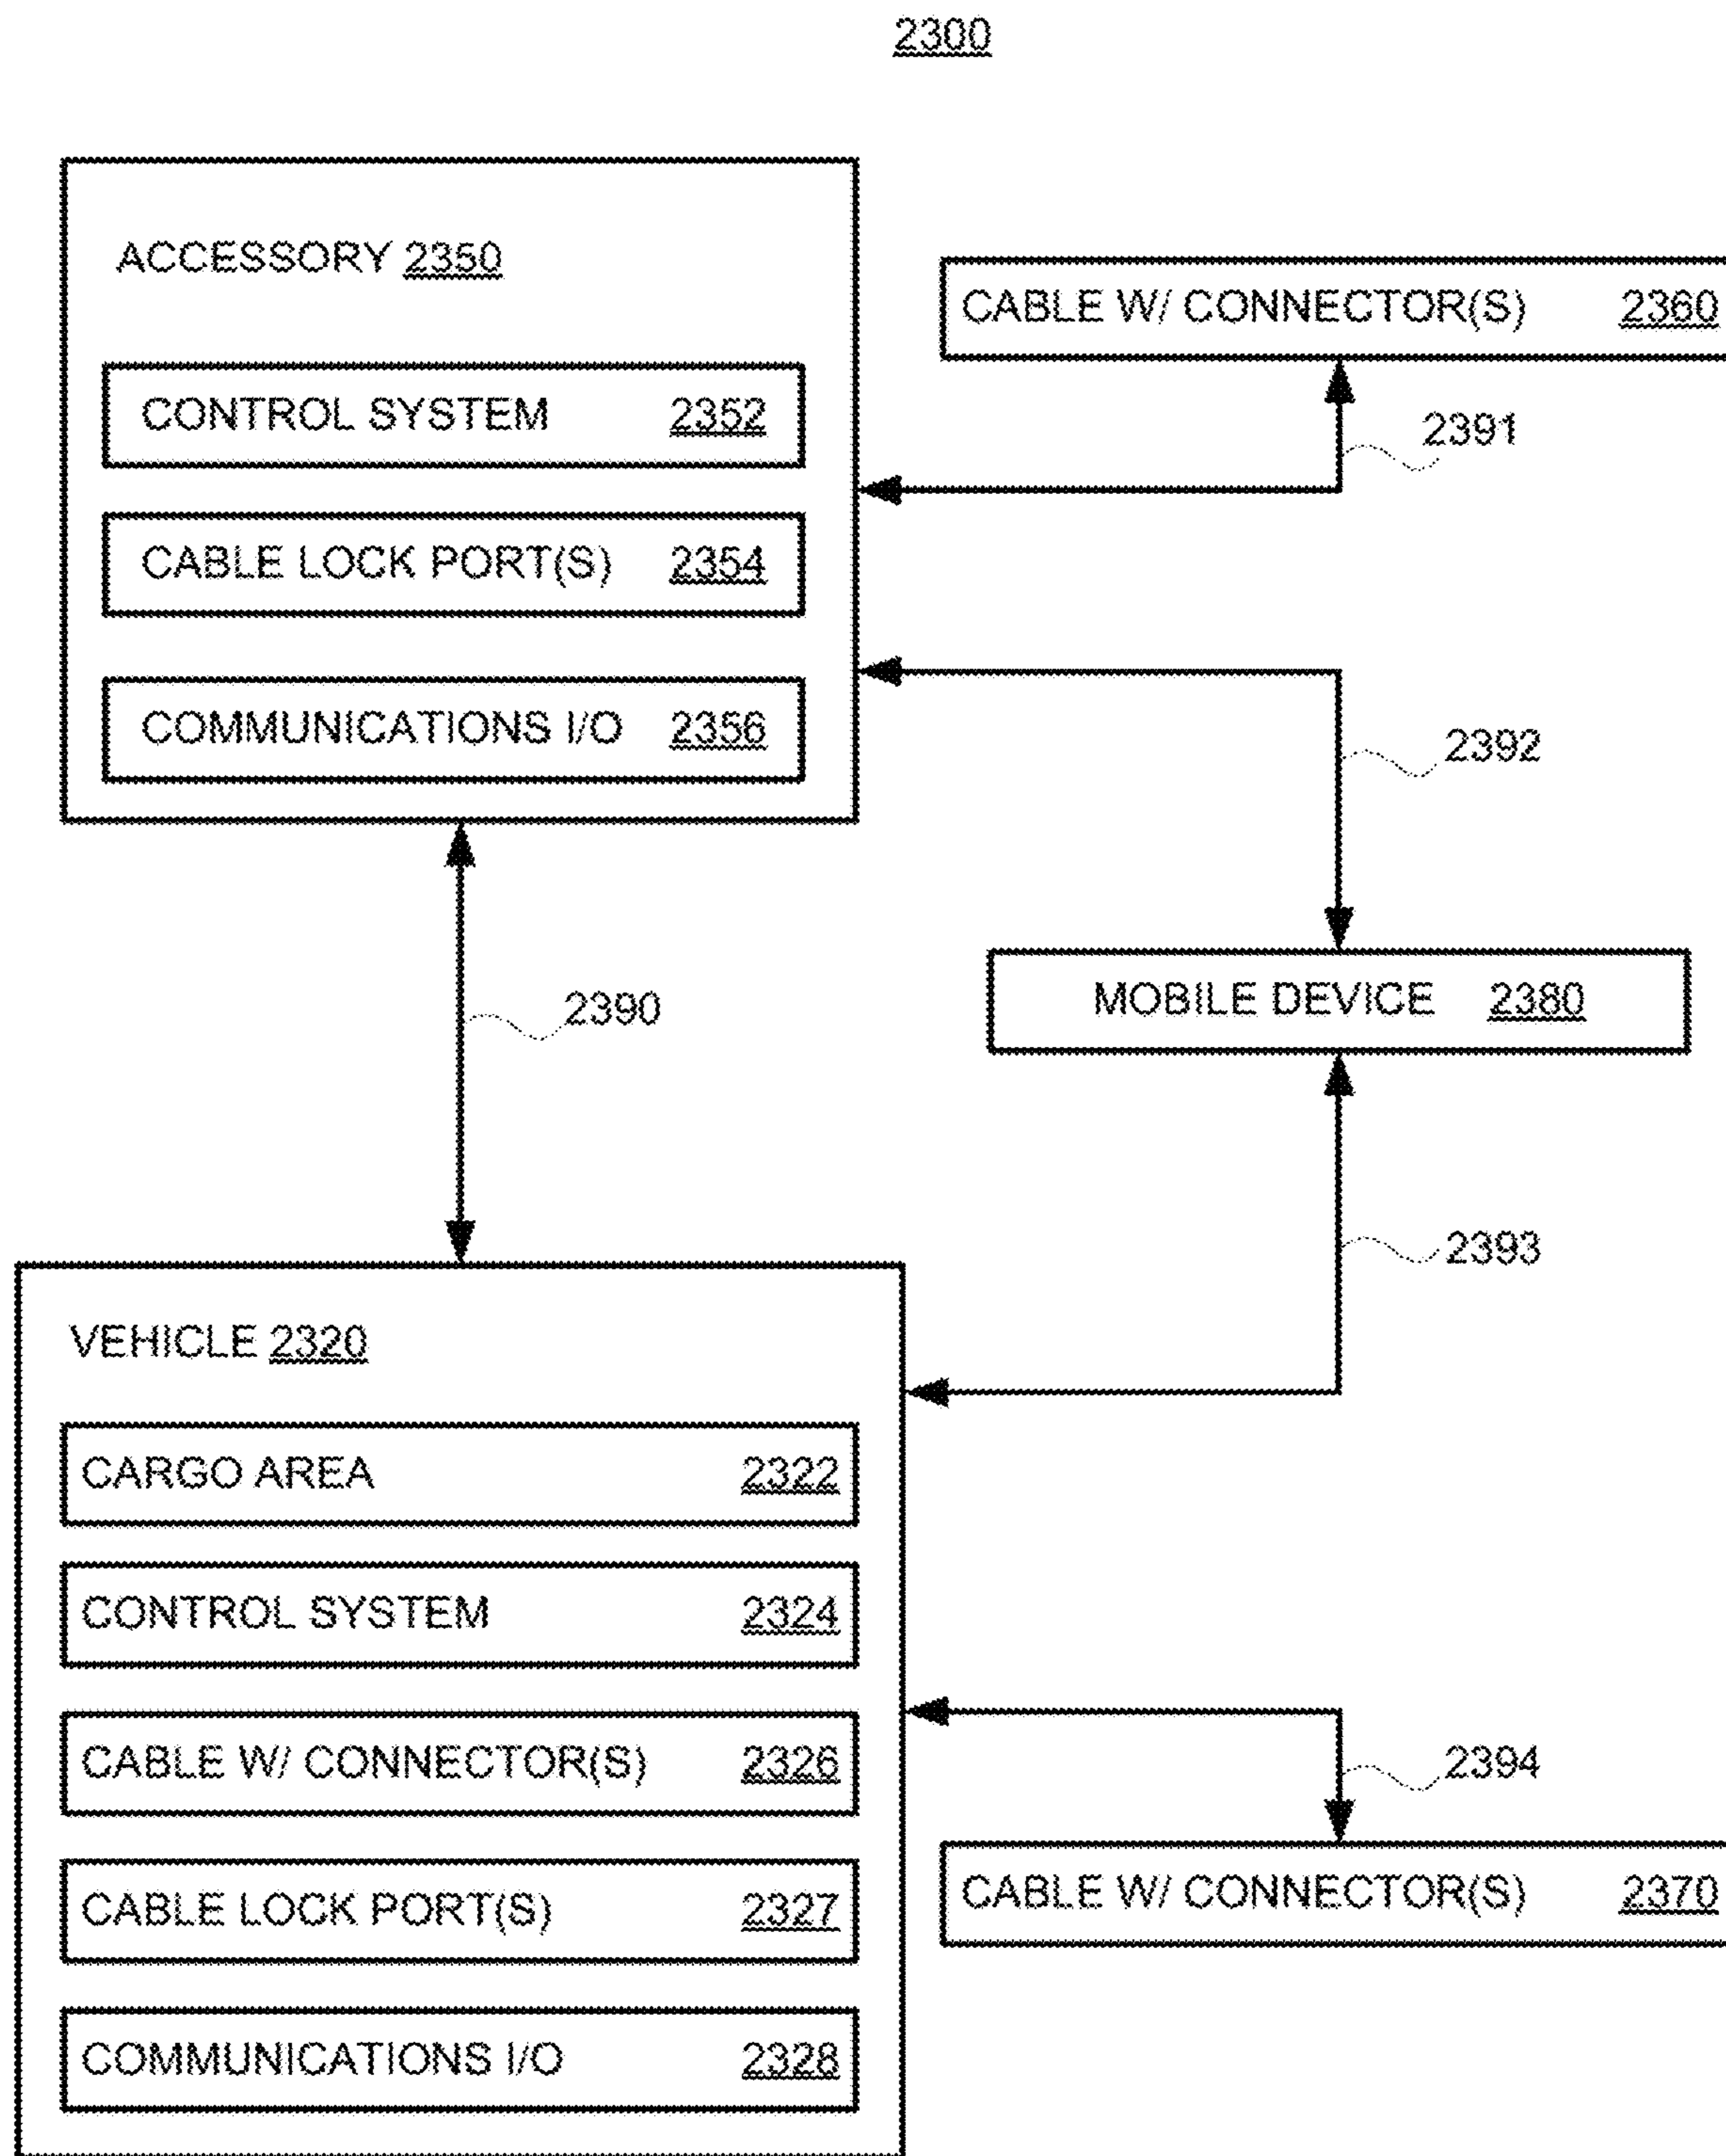 2300
ACCESSORY 2350
CABLE W/ CONNECTOR(S) 2360
CONTROL SYSTEM 2352
2391
CABLE LOCK PORT(S) 2354
COMMUNICATIONS I/O 2356
2392
MOBILE DEVICE 2380
2390
2393
VEHICLE 2320
CARGO AREA 2322
CONTROL SYSTEM 2324
CABLE W/ CONNECTOR(S) 2326
2394
CABLE LOCK PORT(S) 2327
CABLE W/ CONNECTOR(S) 2370
COMMUNICATIONS I/O 2328